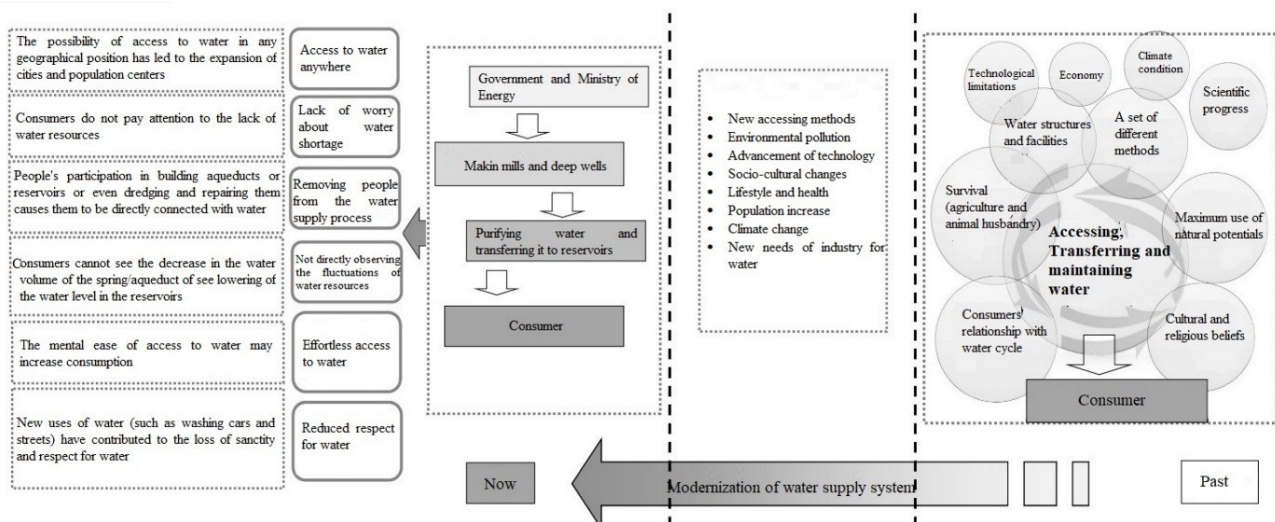 The possibility of access to water in any
geographical position has led to the expansion of
cities and population centers
Access to water
anywhere
Consumers do not pay attention to the lack of
water resources
Lack of worry
about water
shortage
People's participation in building aqueducts or
reservoirs or even dredging and repairing them
causes them to be directly connected with water
Removing people
from the water
supply process
Consumers cannot see the decrease in the water
volume of the spring/aqueduct of see lowering of
the water level in the reservoirs
Not directly observing
the fluctuations of
water resources
The mental ease of access to water may
increase consumption
Effortless access
to water
New uses of water (such as washing cars and
streets) have contributed to the loss of sanctity
and respect for water
Reduced respect
for water
Government and Ministry of
Energy
Makin mills and deep wells
Purifying water and
transferring it to reservoirs
Consumer
• New accessing methods
• Environmental pollution
• Advancement of technology
• Socio-cultural changes
• Lifestyle and health
• Population increase
• Climate change
• New needs of industry for
water
Technological
limitations
Economy
Climate
condition
Scientific
progress
Water structures
and facilities
A set of
different
methods
Survival
(agriculture and
animal husbandry)
Maximum use of
natural potentials
Accessing,
Transferring and
maintaining
water
Consumers'
relationship with
water cycle
Cultural and
religious beliefs
Consumer
Now
Modernization of water supply system
Past